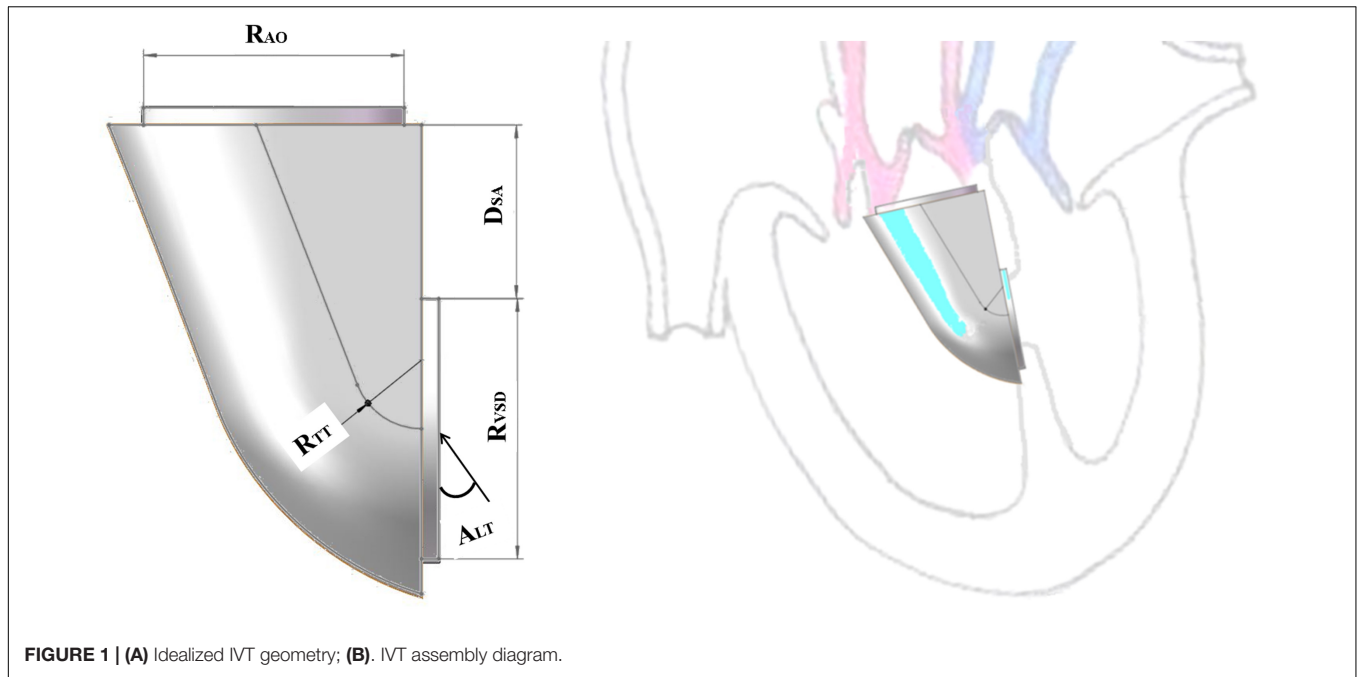 RAO
DSA
RTT
RVSD
ALT
FIGURE 1 | (A) Idealized IVT geometry; (B). IVT assembly diagram.